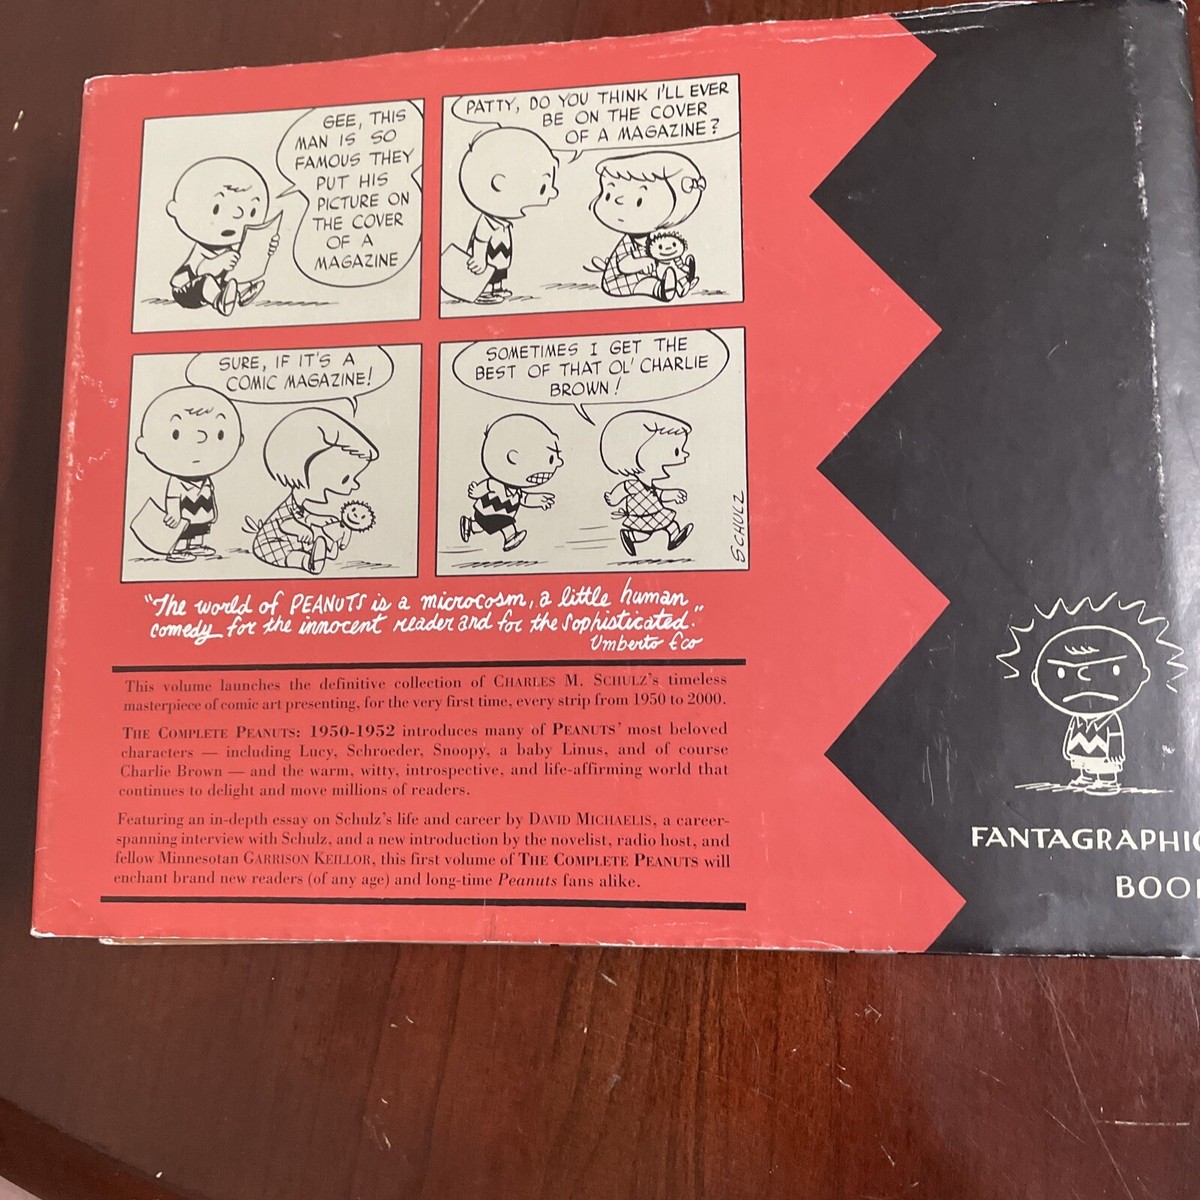 GEE, THIS
MAN IS SO
FAMOUS THEY
PUT HIS
PICTURE ON
THE COVER
OF A
MAGAZINE
PATTY, DO YOU THINK I'LL EVER
BE ON THE COVER
OF A MAGAZINE?
SURE, IF IT'S A
COMIC MAGAZINE!
SOMETIMES I GET THE
BEST OF THAT OL' CHARLIE
BROWN!
SCHULZ
"The world of PEANUTS is a microcosm, a little human
comedy for the innocent reader and for the sophisticated."
Umberto Eco
This volume launches the definitive collection of CHARLES M. SCHULZ's timeless
masterpiece of comic art presenting, for the very first time, every strip from 1950 to 2000.
THE COMPLETE PEANUTS: 1950-1952 introduces many of PEANUTS' most beloved
characters — including Lucy, Schroeder, Snoopy, a baby Linus, and of course
Charlie Brown — and the warm, witty, introspective, and life-affirming world that
continues to delight and move millions of readers.
Featuring an in-depth essay on Schulz's life and career by DAVID MICHAELIS, a career-
spanning interview with Schulz, and a new introduction by the novelist, radio host, and
fellow Minnesotan GARRISON KEILLOR, this first volume of THE COMPLETE PEANUTS will
enchant brand new readers (of any age) and long-time Peanuts fans alike.
FANTAGRAPHIC
BOO